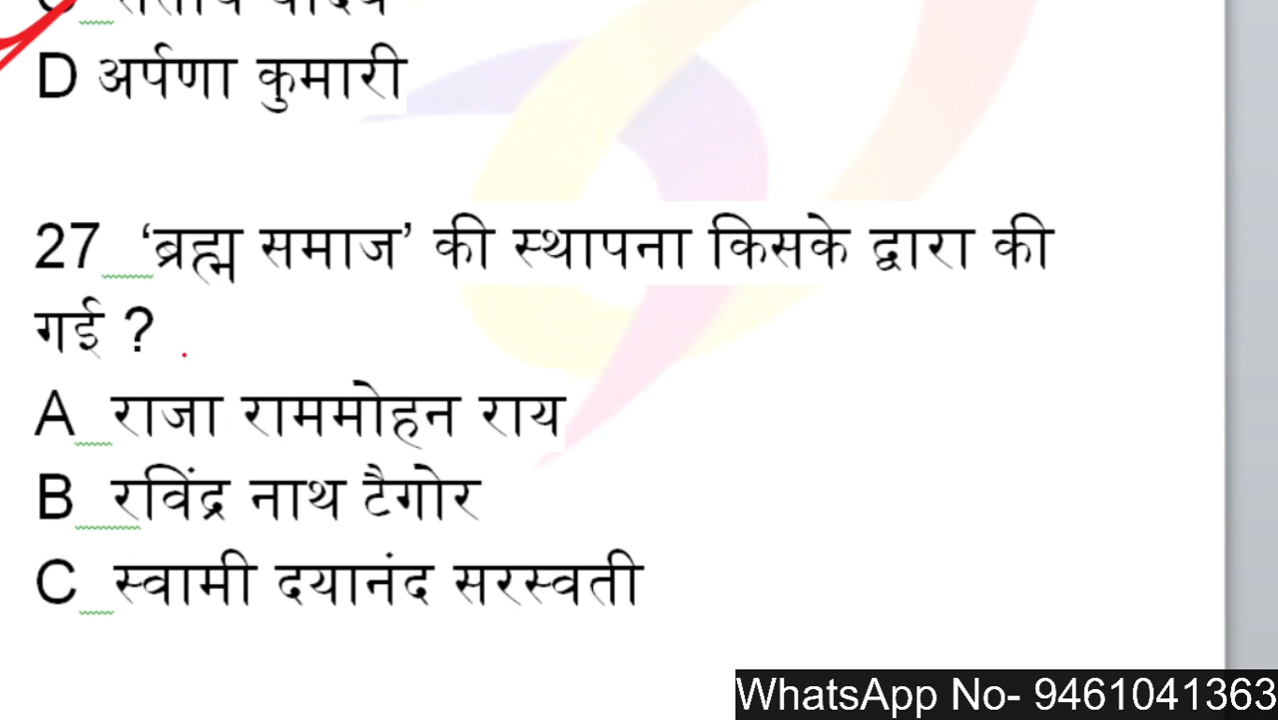 D अर्पणा कुमारी
27 ‘ब्रह्म समाज’ की स्थापना किसके द्वारा की
गई ?
A राजा राममोहन राय
B रविंद्र नाथ टैगोर
C स्वामी दयानंद सरस्वती
WhatsApp No- 9461041363